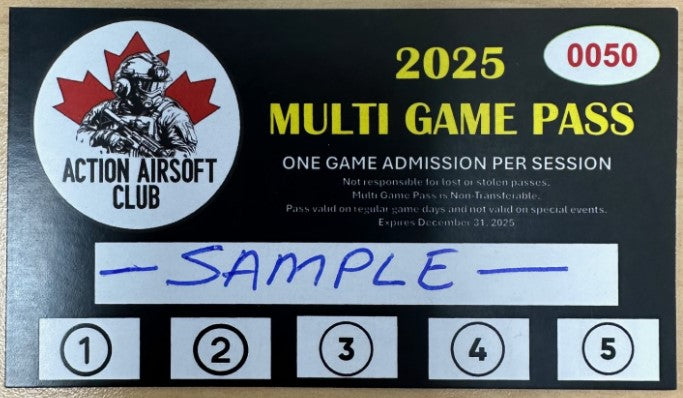 2025
0050
MULTI GAME PASS
ACTION AIRSOFT
CLUB
ONE GAME ADMISSION PER SESSION
Not responsible for lost or stolen passes.
Multi Game Pass is Non-Transferable.
Pass valid on regular game days and not valid on special events.
Expires December 31, 2025
— SAMPLE —
1 2 3 4 5